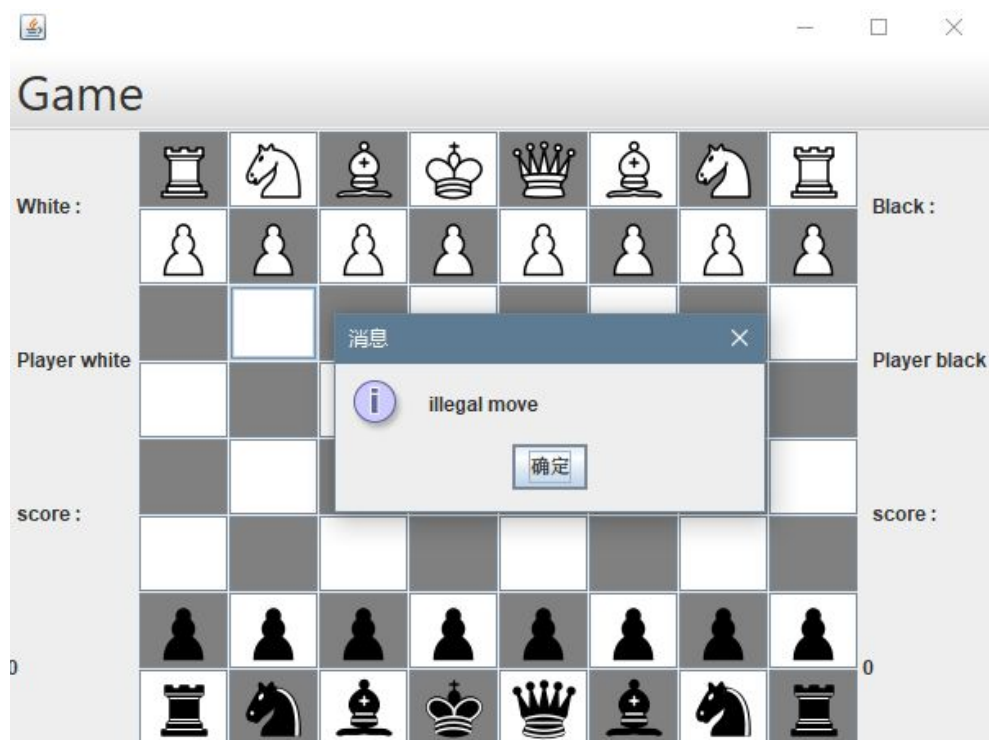 Game
White :
Black :
消息
Player white
Player black
illegal move
确定
score :
score :
0
0